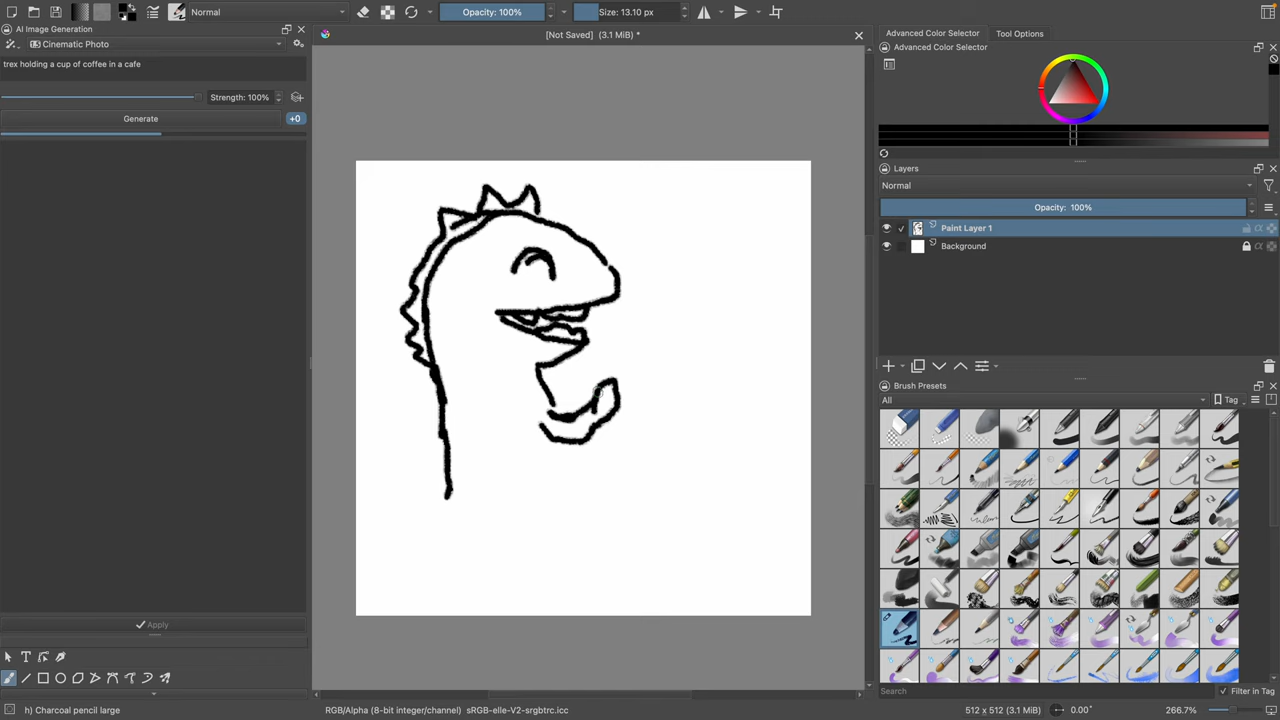 Normal
Opacity: 100%
Size: 13.10 px
AI Image Generation
Cinematic Photo
trex holding a cup of coffee in a cafe
Strength: 100%
Generate
+0
Apply
[Not Saved] (3.1 MiB) *
Advanced Color Selector
Tool Options
Advanced Color Selector
Layers
Normal
Opacity: 100%
Paint Layer 1
Background
Brush Presets
All
Tag
Search
Filter in Tag
h) Charcoal pencil large
RGB/Alpha (8-bit integer/channel) sRGB-elle-V2-srgbtrc.icc
512 x 512 (3.1 MiB)
0.00°
266.7%